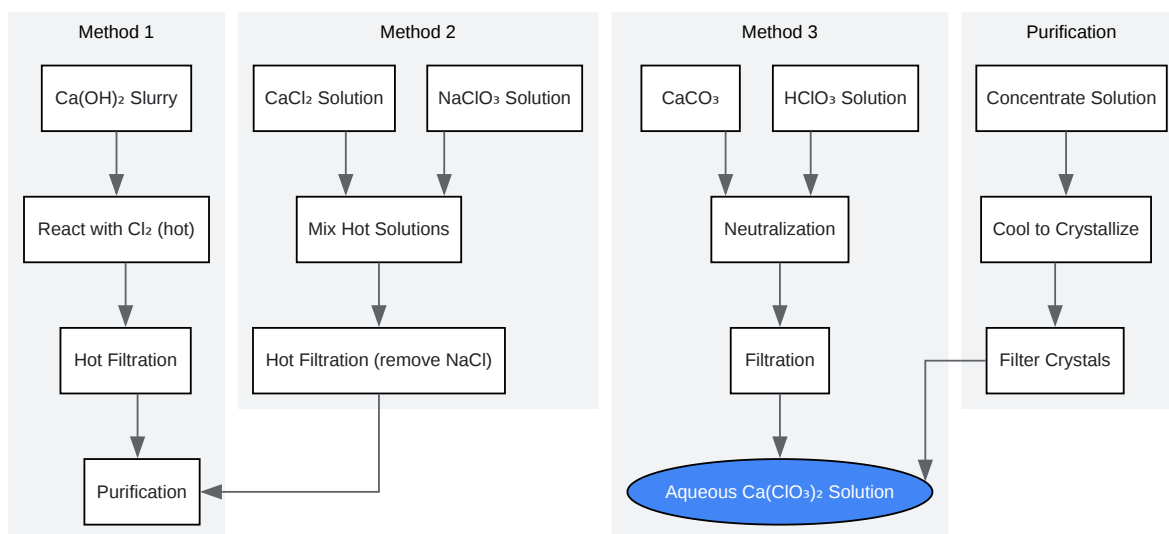 Method 1
Ca(OH)₂ Slurry
React with Cl₂ (hot)
Hot Filtration
Purification
Method 2
CaCl₂ Solution
NaClO₃ Solution
Mix Hot Solutions
Hot Filtration (remove NaCl)
Method 3
CaCO₃
HClO₃ Solution
Neutralization
Filtration
Aqueous Ca(ClO₃)₂ Solution
Purification
Concentrate Solution
Cool to Crystallize
Filter Crystals